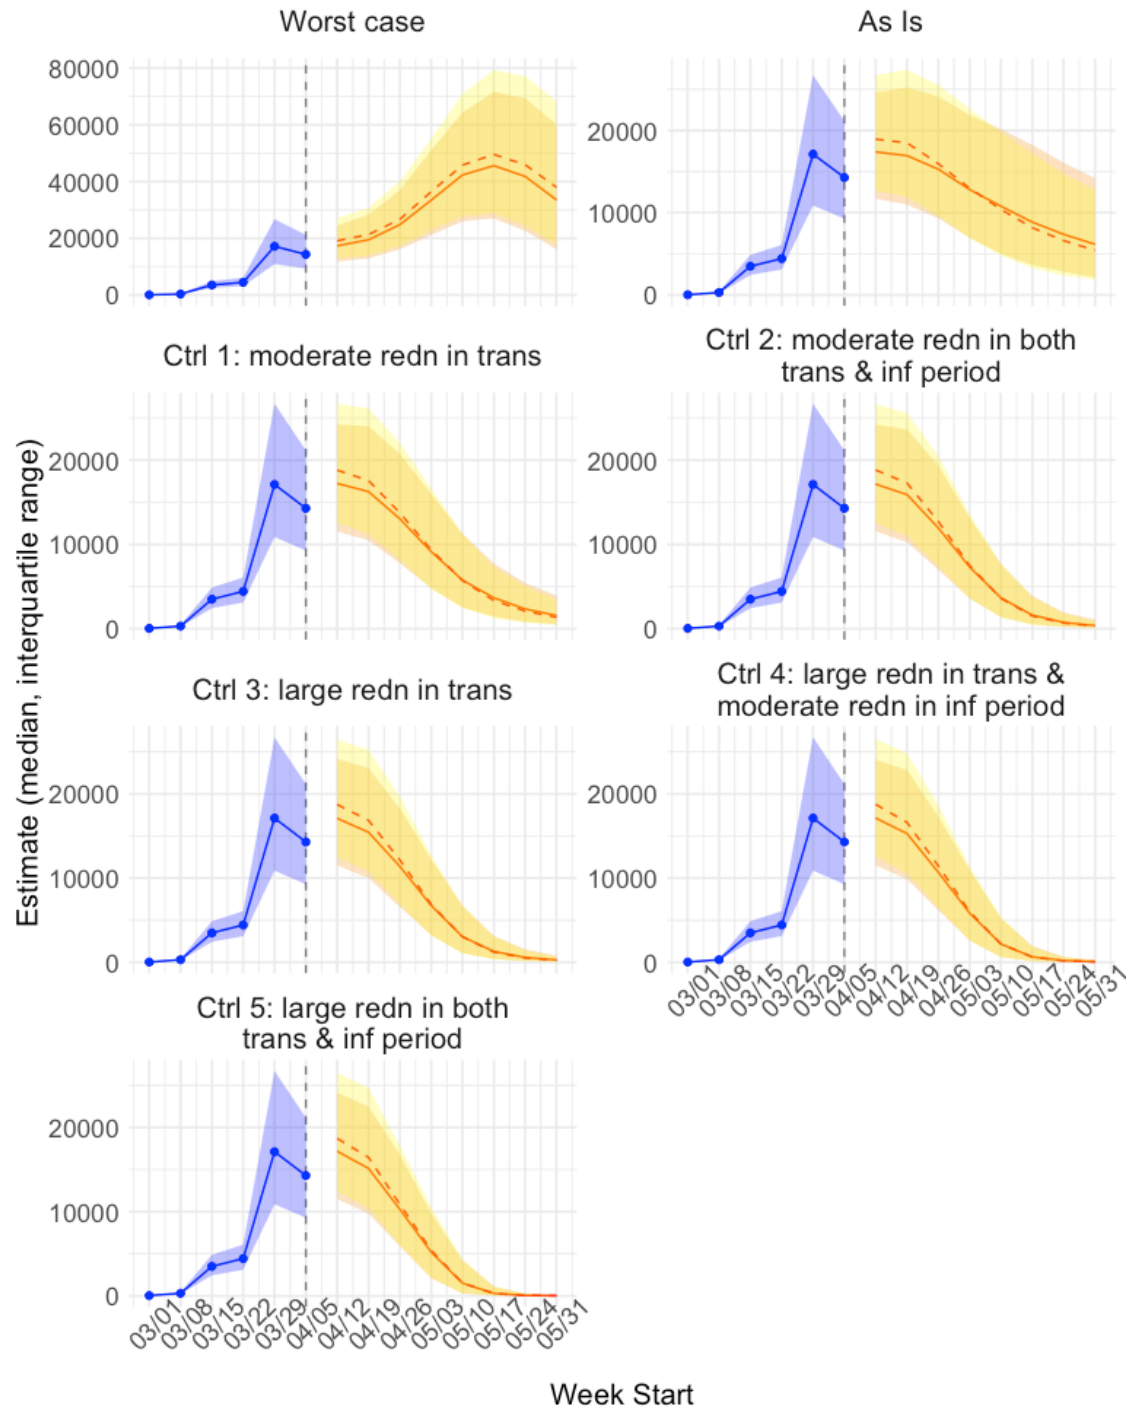 Worst case
As Is
80000
60000
40000
20000
0
20000
10000
0
Ctrl 1: moderate redn in trans
Ctrl 2: moderate redn in both
trans & inf period
20000
10000
0
20000
10000
0
Ctrl 3: large redn in trans
Ctrl 4: large redn in trans &
moderate redn in inf period
20000
10000
0
20000
10000
0
03/01 03/08 03/15 03/22 03/29 04/05 04/12 04/19 04/26 05/03 05/10 05/17 05/24 05/31
Ctrl 5: large redn in both
trans & inf period
20000
10000
0
03/01 03/08 03/15 03/22 03/29 04/05 04/12 04/19 04/26 05/03 05/10 05/17 05/24 05/31
Estimate (median, interquartile range)
Week Start